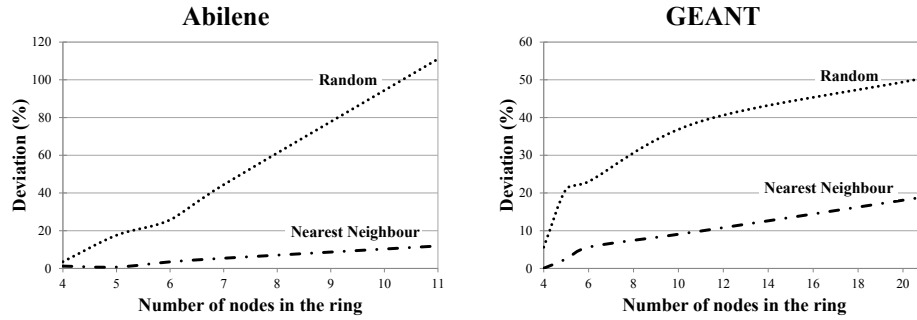 Abilene
Deviation (%)
120
100
80
60
40
20
0
Random
Nearest Neighbour
4 5 6 7 8 9 10 11
Number of nodes in the ring
GEANT
Deviation (%)
60
50
40
30
20
10
0
Random
Nearest Neighbour
4 6 8 10 12 14 16 18 20
Number of nodes in the ring